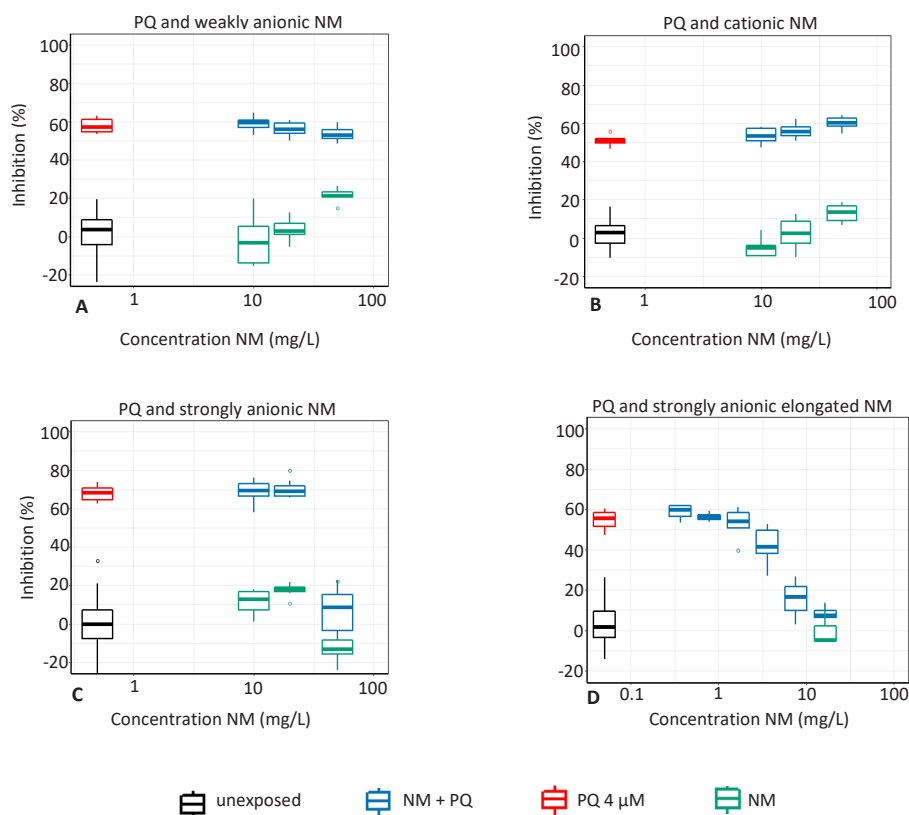 PQ and weakly anionic NM
100
80
60
40
20
0
-20
Inhibition (%)
A
1
10
100
Concentration NM (mg/L)
PQ and cationic NM
100
80
60
40
20
0
-20
Inhibition (%)
B
1
10
100
Concentration NM (mg/L)
PQ and strongly anionic NM
100
80
60
40
20
0
-20
Inhibition (%)
C
1
10
100
Concentration NM (mg/L)
PQ and strongly anionic elongated NM
100
80
60
40
20
0
-20
Inhibition (%)
D
0.1
1
10
100
Concentration NM (mg/L)
unexposed
NM + PQ
PQ 4 µM
NM